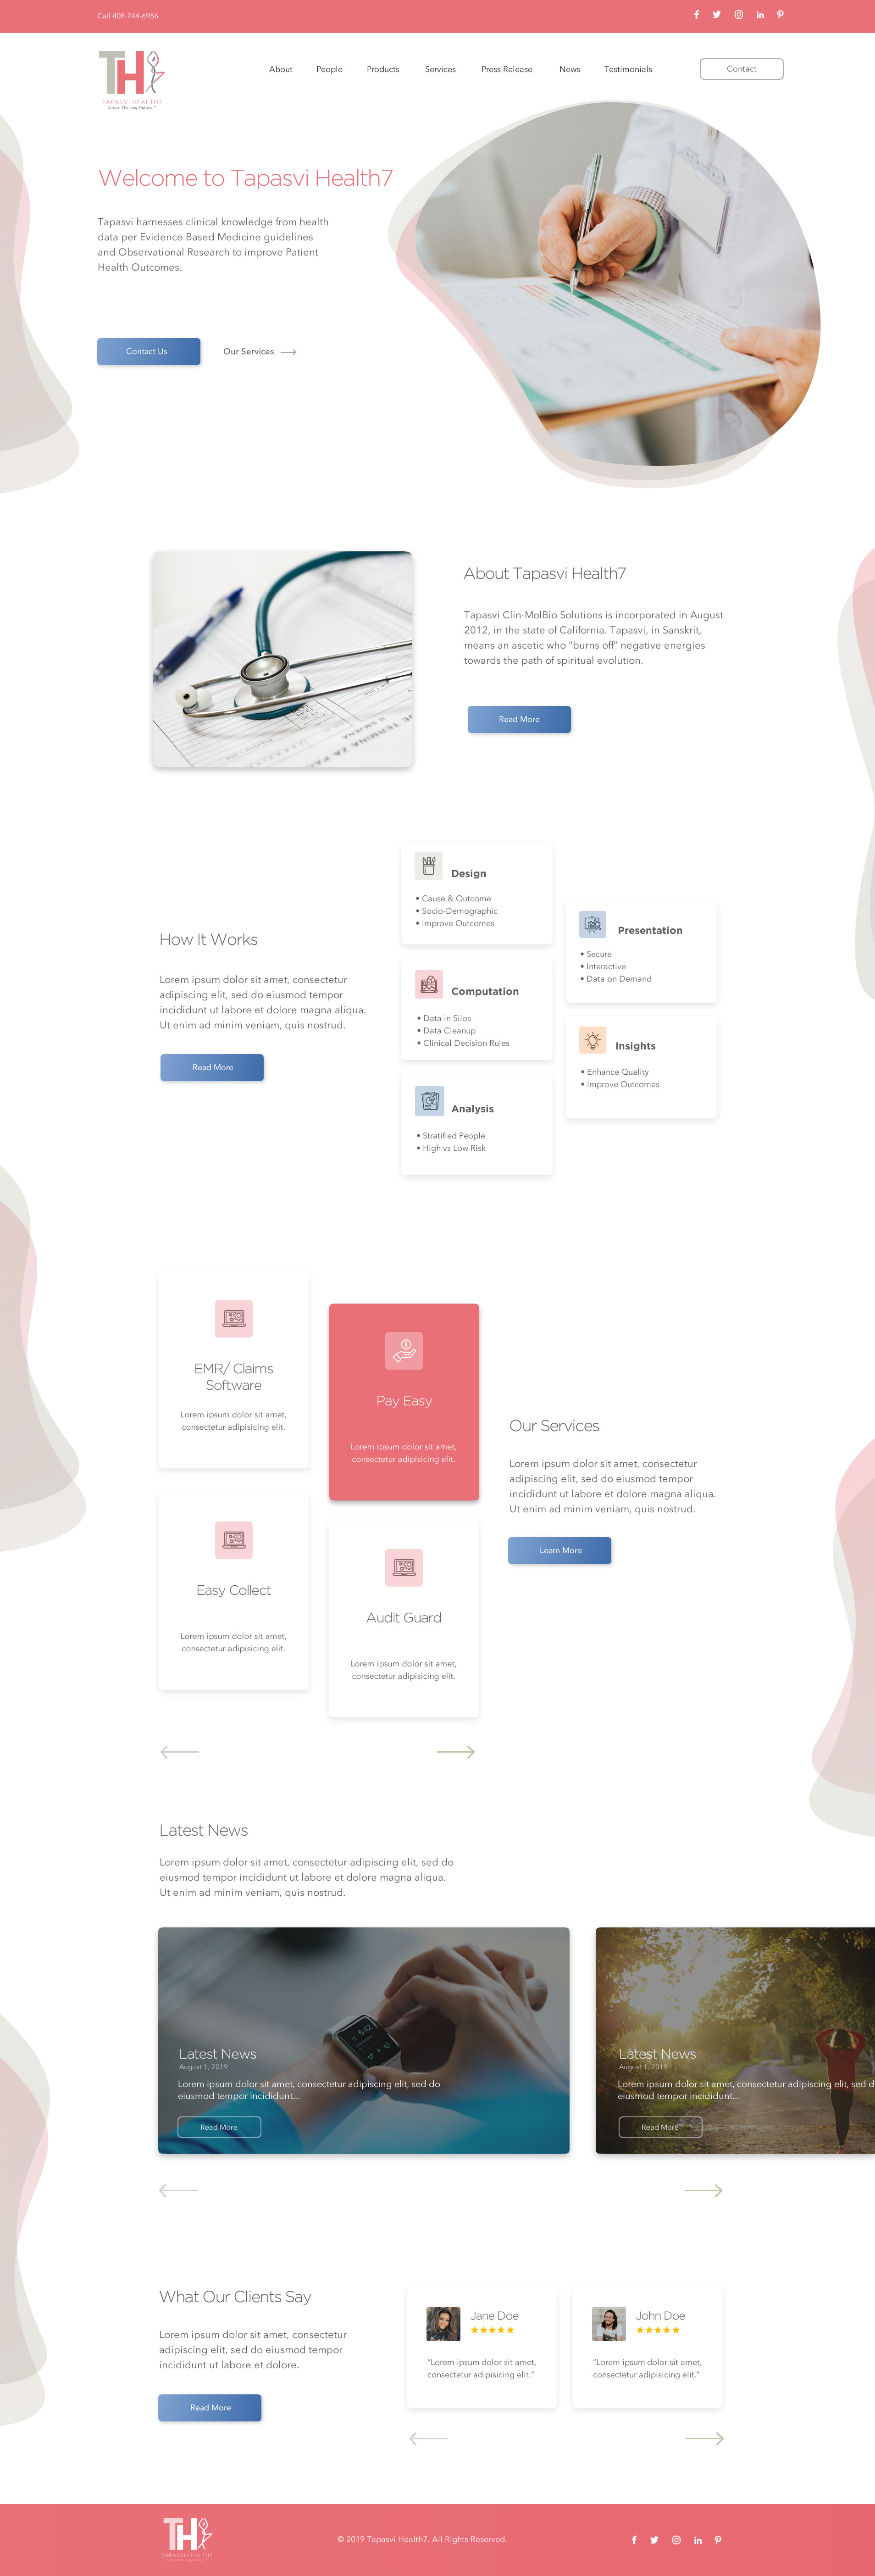 Call 408-744-6956
TH
TAPASVI HEALTH7
Critical Thinking Matters ™
About People Products Services Press Release News Testimonials Contact
Welcome to Tapasvi Health7
Tapasvi harnesses clinical knowledge from health
data per Evidence Based Medicine guidelines
and Observational Research to improve Patient
Health Outcomes.
Contact Us Our Services
About Tapasvi Health7
Tapasvi Clin-MolBio Solutions is incorporated in August
2012, in the state of California. Tapasvi, in Sanskrit,
means an ascetic who “burns off” negative energies
towards the path of spiritual evolution.
Read More
How It Works
Lorem ipsum dolor sit amet, consectetur
adipiscing elit, sed do eiusmod tempor
incididunt ut labore et dolore magna aliqua.
Ut enim ad minim veniam, quis nostrud.
Read More
Design
• Cause & Outcome
• Socio-Demographic
• Improve Outcomes
Computation
• Data in Silos
• Data Cleanup
• Clinical Decision Rules
Analysis
• Stratified People
• High vs Low Risk
Presentation
• Secure
• Interactive
• Data on Demand
Insights
• Enhance Quality
• Improve Outcomes
EMR/ Claims
Software
Lorem ipsum dolor sit amet,
consectetur adipisicing elit.
Pay Easy
Lorem ipsum dolor sit amet,
consectetur adipisicing elit.
Easy Collect
Lorem ipsum dolor sit amet,
consectetur adipisicing elit.
Audit Guard
Lorem ipsum dolor sit amet,
consectetur adipisicing elit.
Our Services
Lorem ipsum dolor sit amet, consectetur
adipiscing elit, sed do eiusmod tempor
incididunt ut labore et dolore magna aliqua.
Ut enim ad minim veniam, quis nostrud.
Learn More
Latest News
Lorem ipsum dolor sit amet, consectetur adipiscing elit, sed do
eiusmod tempor incididunt ut labore et dolore magna aliqua.
Ut enim ad minim veniam, quis nostrud.
5:42
Latest News
August 1, 2019
Lorem ipsum dolor sit amet, consectetur adipiscing elit, sed do
eiusmod tempor incididunt...
Read More
Latest News
August 1, 2019
Lorem ipsum dolor sit amet, consectetur adipiscing elit, sed d
eiusmod tempor incididunt...
Read More
What Our Clients Say
Lorem ipsum dolor sit amet, consectetur
adipiscing elit, sed do eiusmod tempor
incididunt ut labore et dolore.
Read More
Jane Doe
“Lorem ipsum dolor sit amet,
consectetur adipisicing elit.”
John Doe
“Lorem ipsum dolor sit amet,
consectetur adipisicing elit.”
TH
TAPASVI HEALTH7
© 2019 Tapasvi Health7. All Rights Reserved.